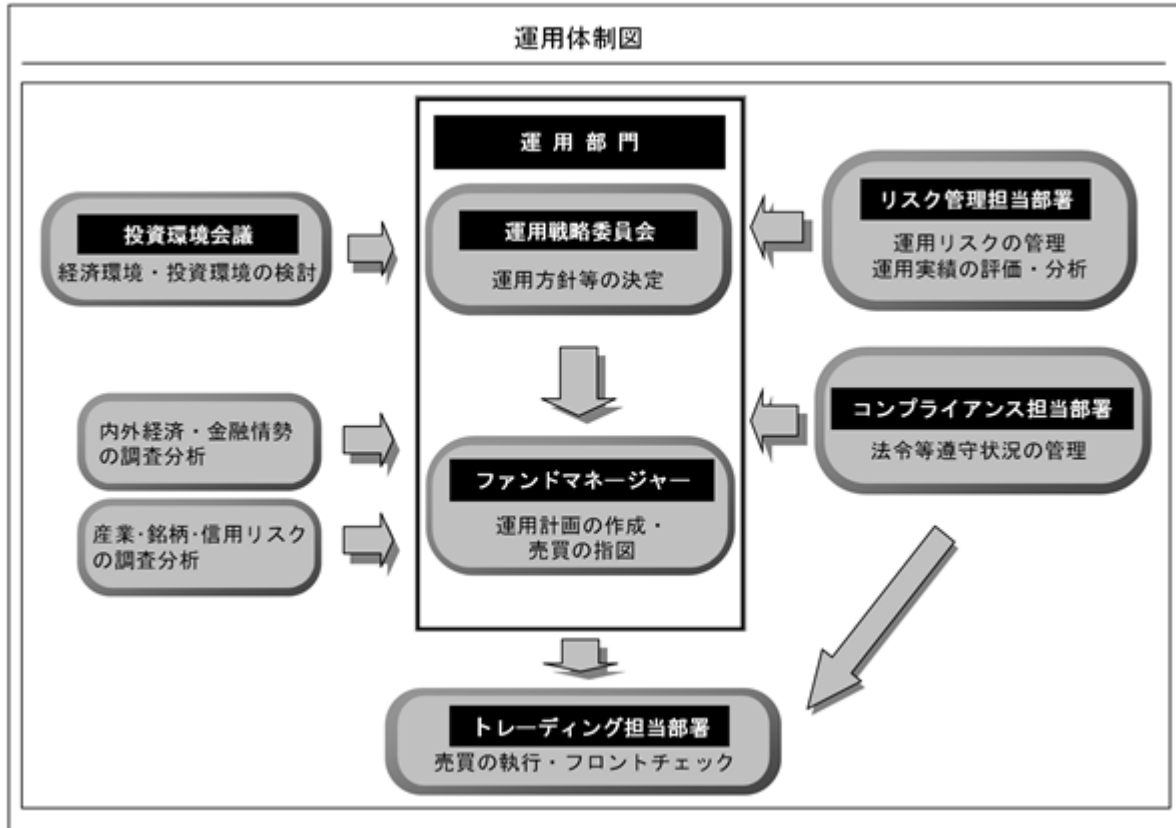 運用体制図
運用部門
投資環境会議
経済環境・投資環境の検討
運用戦略委員会
運用方針等の決定
リスク管理担当部署
運用リスクの管理
運用実績の評価・分析
内外経済・金融情勢
の調査分析
産業・銘柄・信用リスク
の調査分析
ファンドマネージャー
運用計画の作成・
売買の指図
コンプライアンス担当部署
法令等遵守状況の管理
トレーディング担当部署
売買の執行・フロントチェック